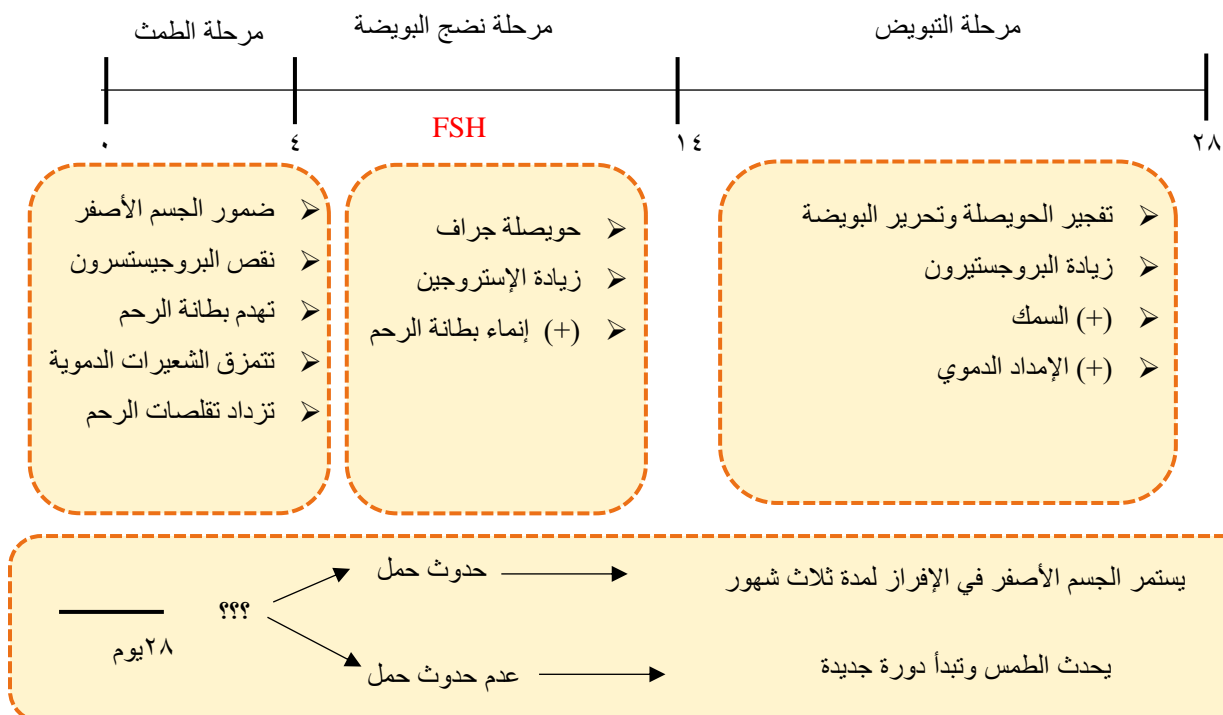 مرحلة الطمث
مرحلة نضج البويضة
مرحلة التبويض
٠
٤
FSH
١٤
٢٨
ضمور الجسم الأصفر
نقص البروجيستسرون
تهدم بطانة الرحم
تتمزق الشعيرات الدموية
تزداد تقلصات الرحم
حويصلة جراف
زيادة الإستروجين
(+) إنماء بطانة الرحم
تفجير الحويصلة وتحرير البويضة
زيادة البروجستيرون
(+) السمك
(+) الإمداد الدموي
٢٨يوم
؟؟؟
حدوث حمل
يستمر الجسم الأصفر في الإفراز لمدة ثلاث شهور
عدم حدوث حمل
يحدث الطمس وتبدأ دورة جديدة